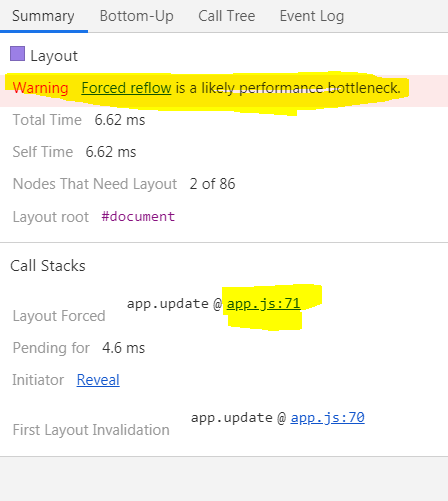 Summary Bottom-Up Call Tree Event Log
Layout
Warning Forced reflow is a likely performance bottleneck.
Total Time 6.62 ms
Self Time 6.62 ms
Nodes That Need Layout 2 of 86
Layout root #document
Call Stacks
Layout Forced app.update @ app.js:71
Pending for 4.6 ms
Initiator Reveal
First Layout Invalidation app.update @ app.js:70